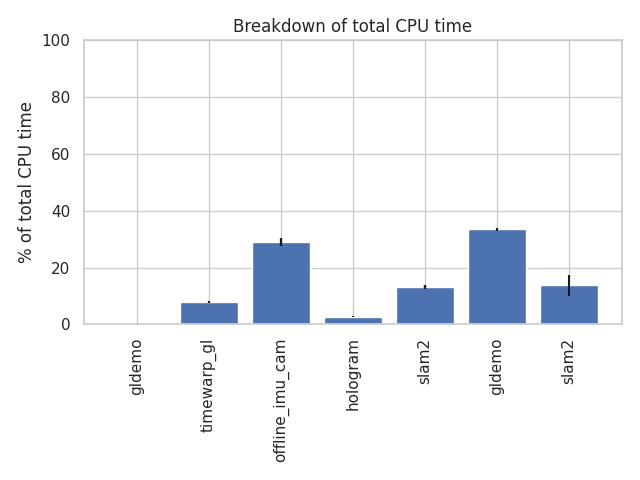 Breakdown of total CPU time
% of total CPU time
100
80
60
40
20
0
gldemo
timewarp_gl
offline_imu_cam
hologram
slam2
gldemo
slam2